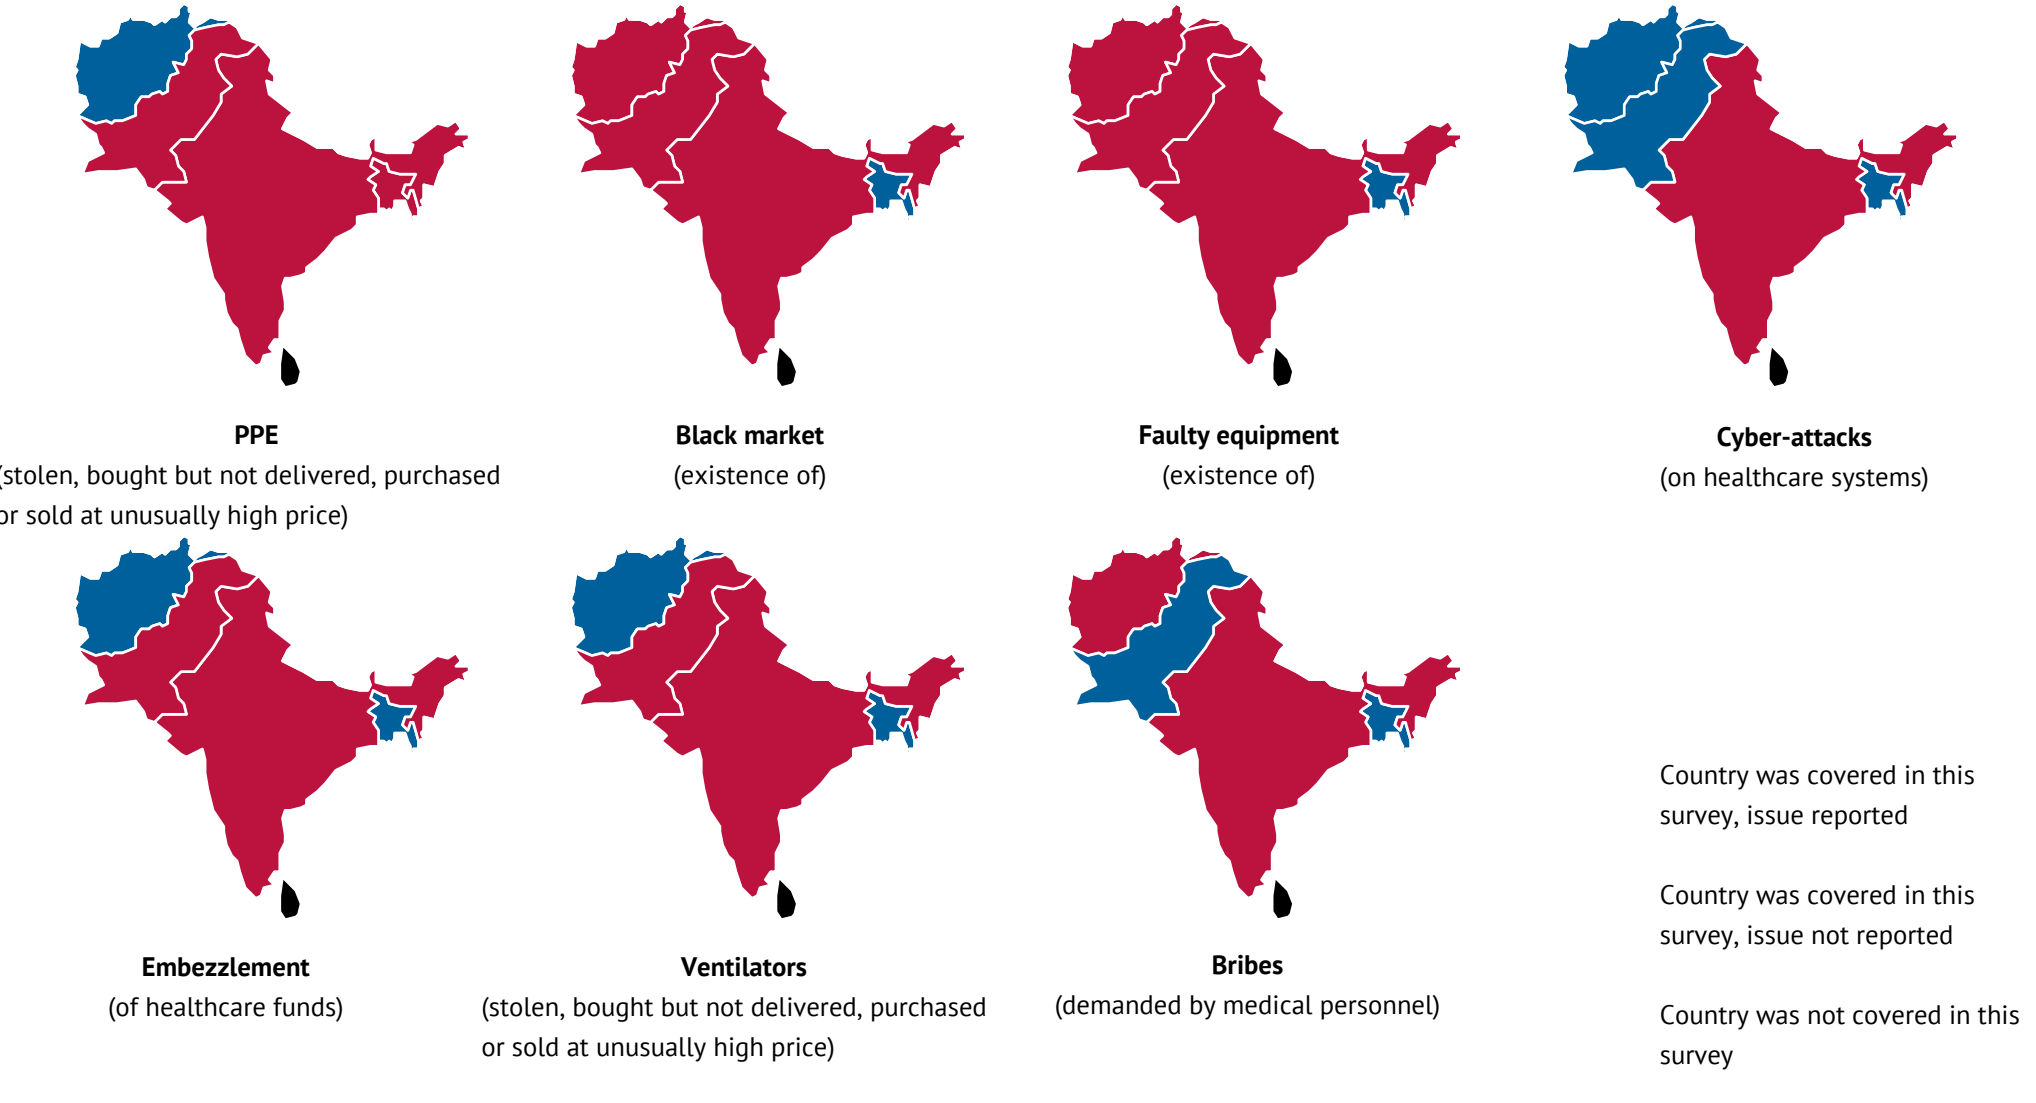 PPE
(stolen, bought but not delivered, purchased
or sold at unusually high price)
Black market
(existence of)
Faulty equipment
(existence of)
Cyber-attacks
(on healthcare systems)
Embezzlement
(of healthcare funds)
Ventilators
(stolen, bought but not delivered, purchased
or sold at unusually high price)
Bribes
(demanded by medical personnel)
Country was covered in this
survey, issue reported
Country was covered in this
survey, issue not reported
Country was not covered in this
survey